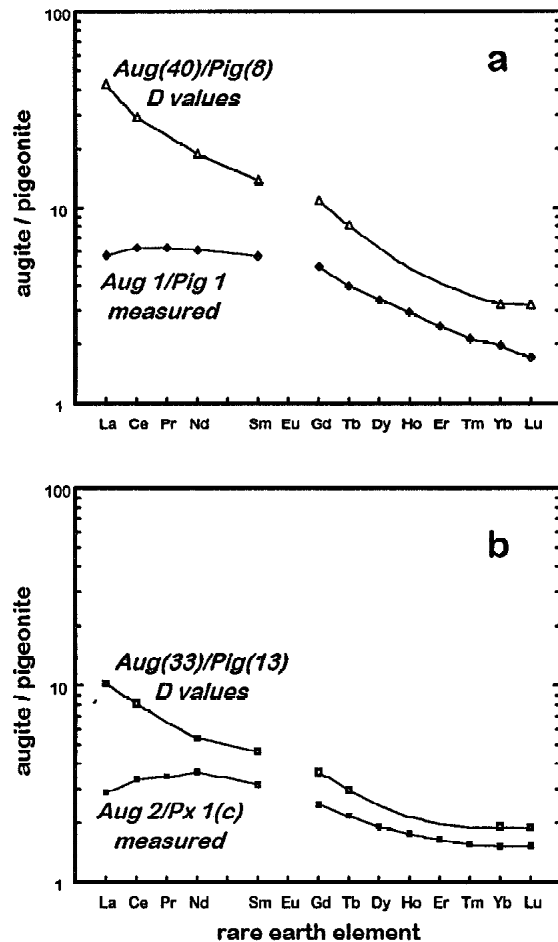 100
a
Aug(40)/Pig(8)
D values
augite / pigeonite
10
Aug 1/Pig 1
measured
1
La Ce Pr Nd Sm Eu Gd Tb Dy Ho Er Tm Yb Lu
100
b
Aug(33)/Pig(13)
D values
augite / pigeonite
10
Aug 2/Px 1(c)
measured
1
La Ce Pr Nd Sm Eu Gd Tb Dy Ho Er Tm Yb Lu
rare earth element